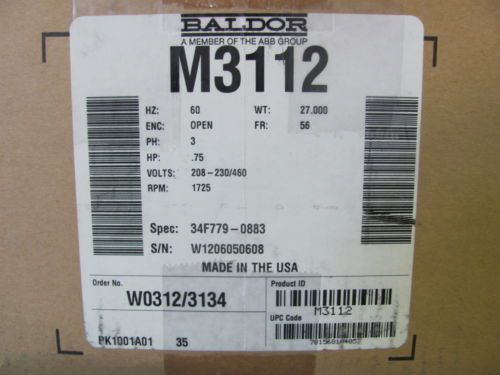 BALDOR
A MEMBER OF THE ABB GROUP
M3112
HZ: 60 WT: 27.000
ENC: OPEN FR: 56
PH: 3
HP: .75
VOLTS: 208-230/460
RPM: 1725
Spec: 34F779-0883
S/N: W1206050608
MADE IN THE USA
Order No. Product ID
W0312/3134
M3112
UPC Code
PK1001A01 35